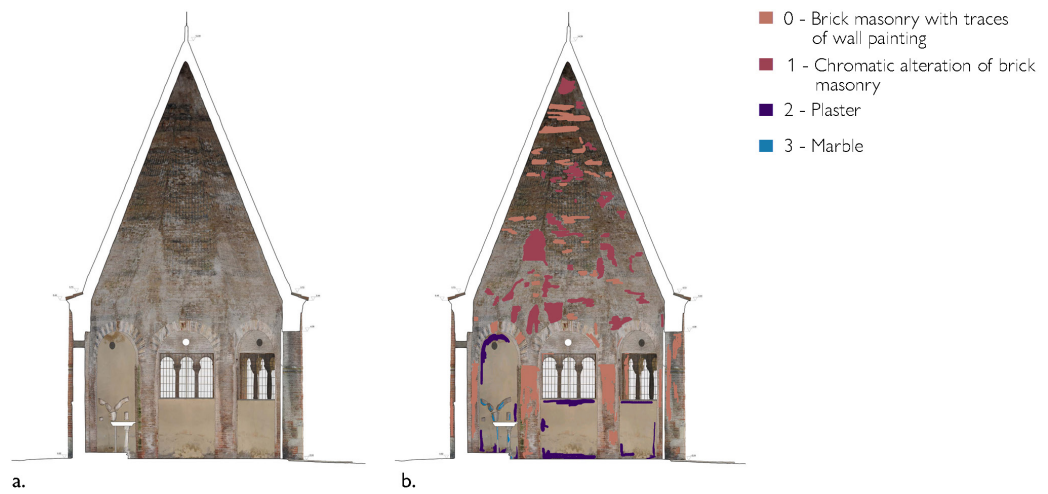 0 - Brick masonry with traces
of wall painting
1 - Chromatic alteration of brick
masonry
2 - Plaster
3 - Marble
a.
b.